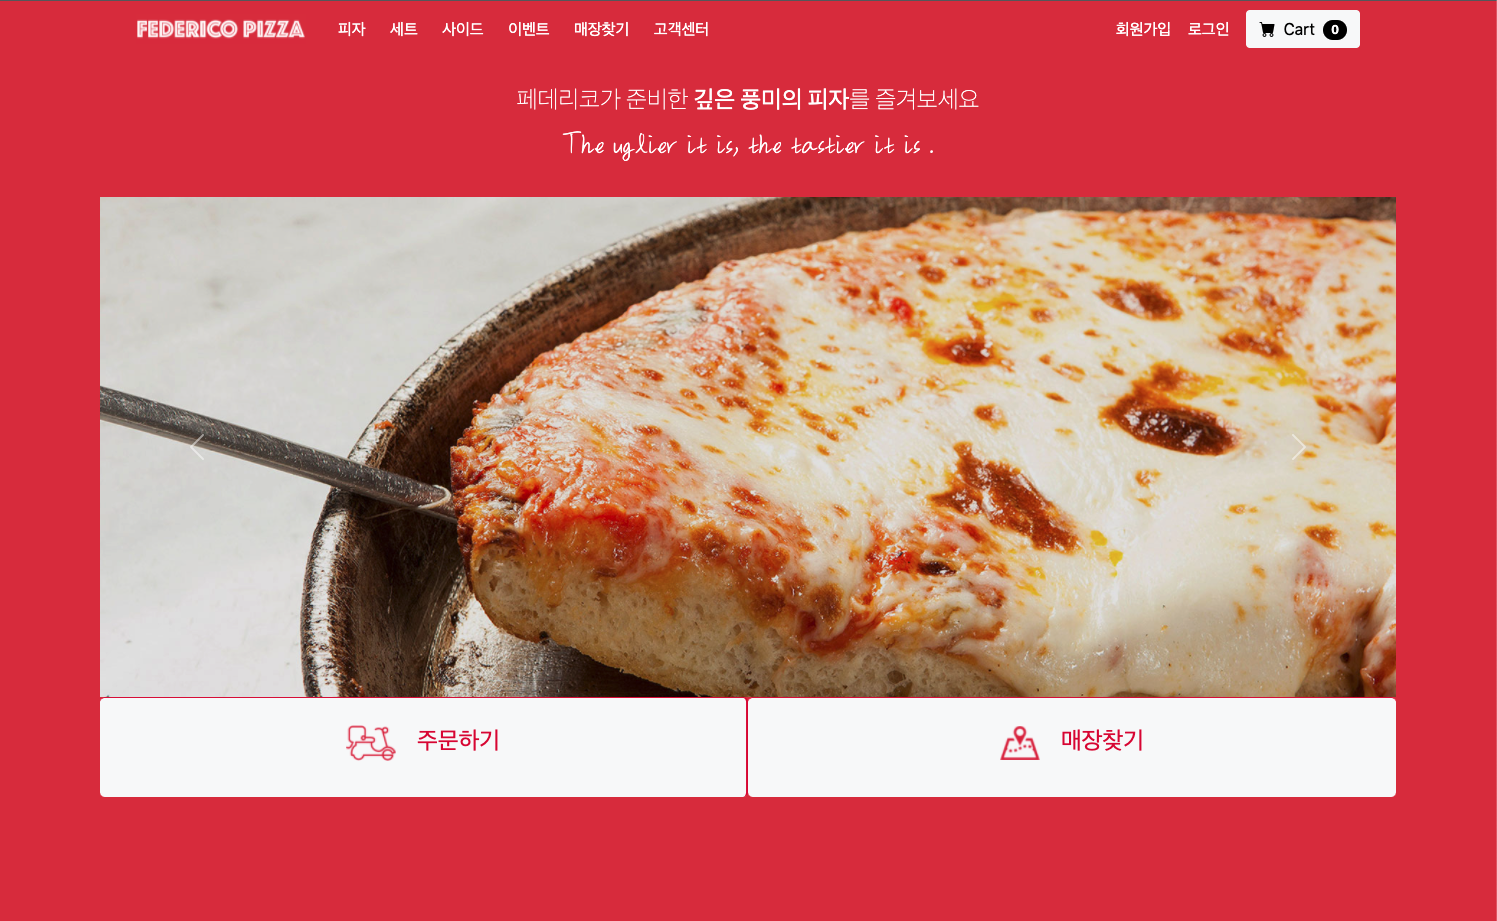 FEDERICO PIZZA 피자 세트 사이드 이벤트 매장찾기 고객센터 회원가입 로그인 Cart 0
페데리코가 준비한 깊은 풍미의 피자를 즐겨보세요
The uglier it is, the tastier it is .
주문하기 매장찾기